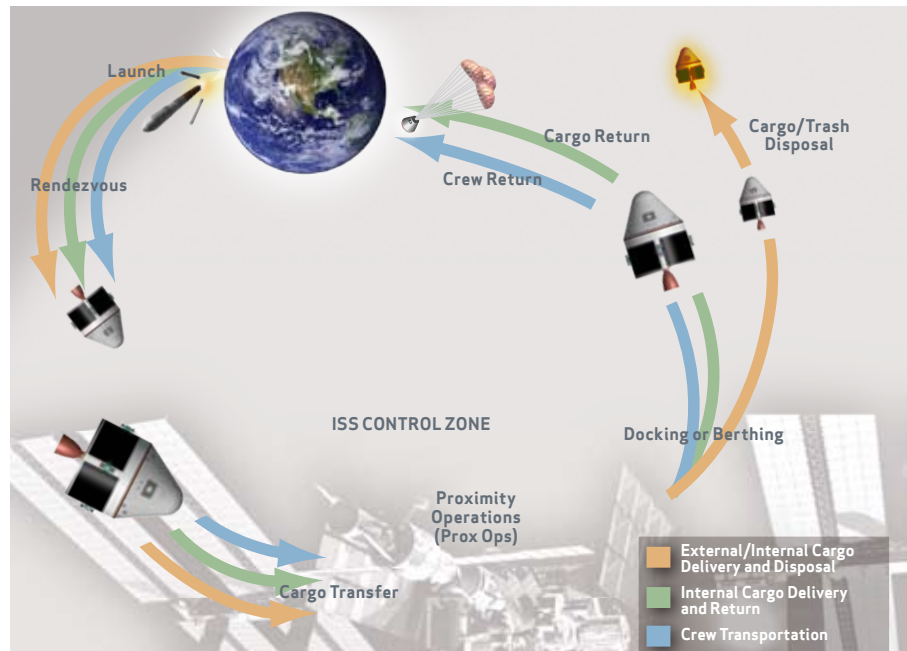 Launch
Rendezvous
Cargo Return
Crew Return
Cargo/Trash
Disposal
ISS CONTROL ZONE
Docking or Berthing
Proximity
Operations
(Prox Ops)
Cargo Transfer
External/Internal Cargo
Delivery and Disposal
Internal Cargo Delivery
and Return
Crew Transportation